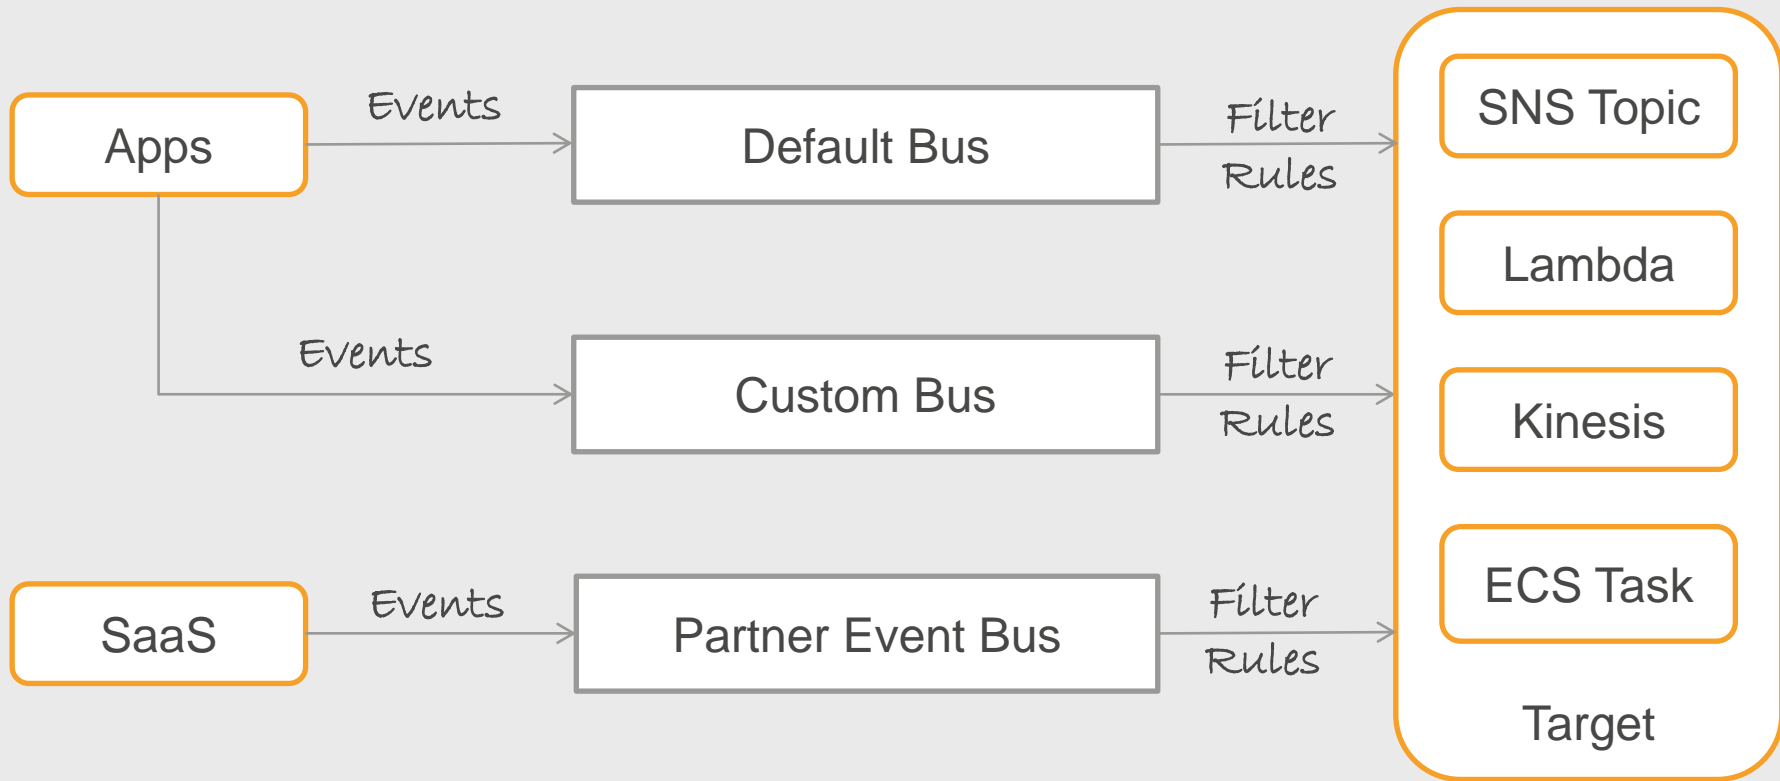 Apps
Events
Default Bus
Filter
Rules
SNS Topic
Lambda
Events
Custom Bus
Filter
Rules
Kinesis
SaaS
Events
Partner Event Bus
Filter
Rules
ECS Task
Target